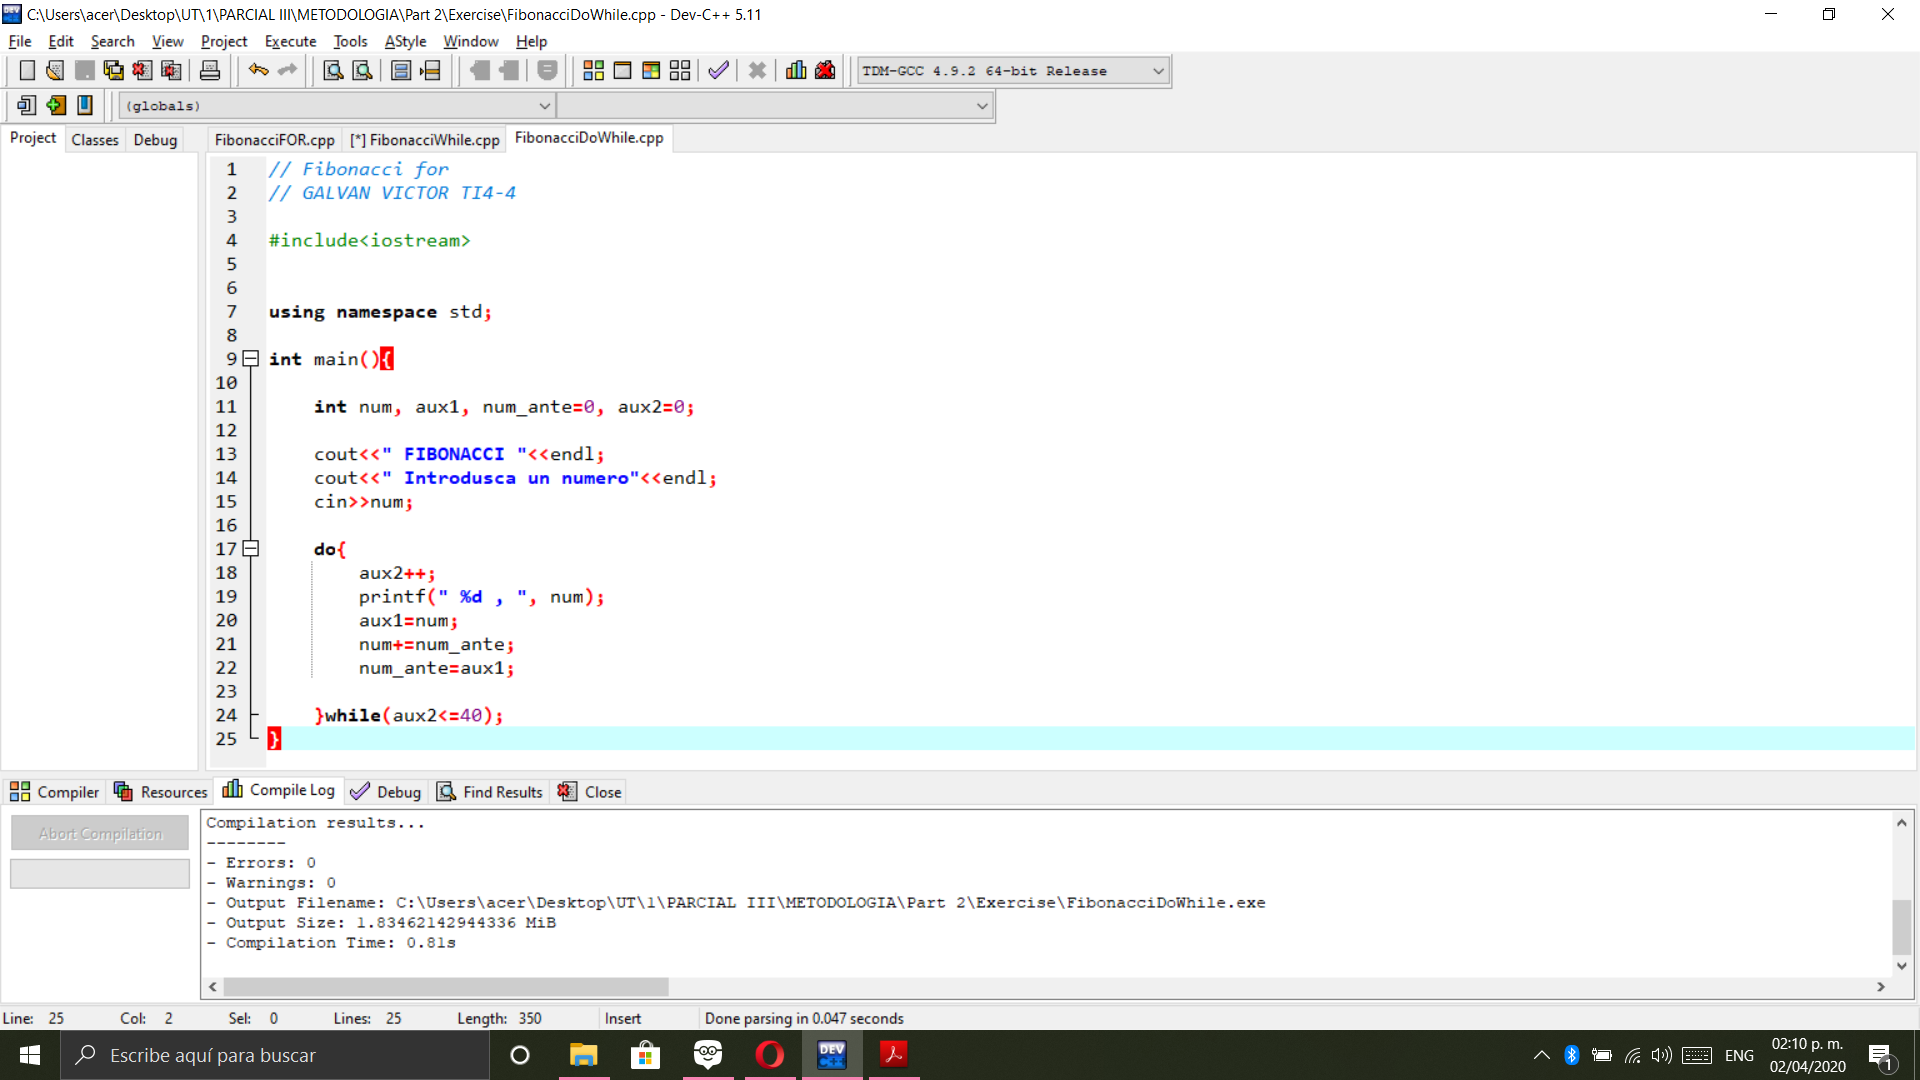 C:\Users\acer\Desktop\UT\1\PARCIAL III\METODOLOGIA\Part 2\Exercise\FibonacciDoWhile.cpp - Dev-C++ 5.11
File Edit Search View Project Execute Tools AStyle Window Help
TDM-GCC 4.9.2 64-bit Release
(globals)
Project Classes Debug
FibonacciFOR.cpp [*] FibonacciWhile.cpp FibonacciDoWhile.cpp
1 // Fibonacci for
2 // GALVAN VICTOR TI4-4
3
4 #include<iostream>
5
6
7 using namespace std;
8
9 int main(){
10
11 int num, aux1, num_ante=0, aux2=0;
12
13 cout<<" FIBONACCI "<<endl;
14 cout<<" Introdusca un numero"<<endl;
15 cin>>num;
16
17 do{
18 aux2++;
19 printf(" %d , ", num);
20 aux1=num;
21 num+=num_ante;
22 num_ante=aux1;
23
24 }while(aux2<=40);
25 }
Compiler Resources Compile Log Debug Find Results Close
Abort Compilation
Compilation results...
--------
- Errors: 0
- Warnings: 0
- Output Filename: C:\Users\acer\Desktop\UT\1\PARCIAL III\METODOLOGIA\Part 2\Exercise\FibonacciDoWhile.exe
- Output Size: 1.83462142944336 MiB
- Compilation Time: 0.81s
Line: 25 Col: 2 Sel: 0 Lines: 25 Length: 350 Insert Done parsing in 0.047 seconds
Escribe aquí para buscar
DEV C++
ENG
02:10 p. m.
02/04/2020
1